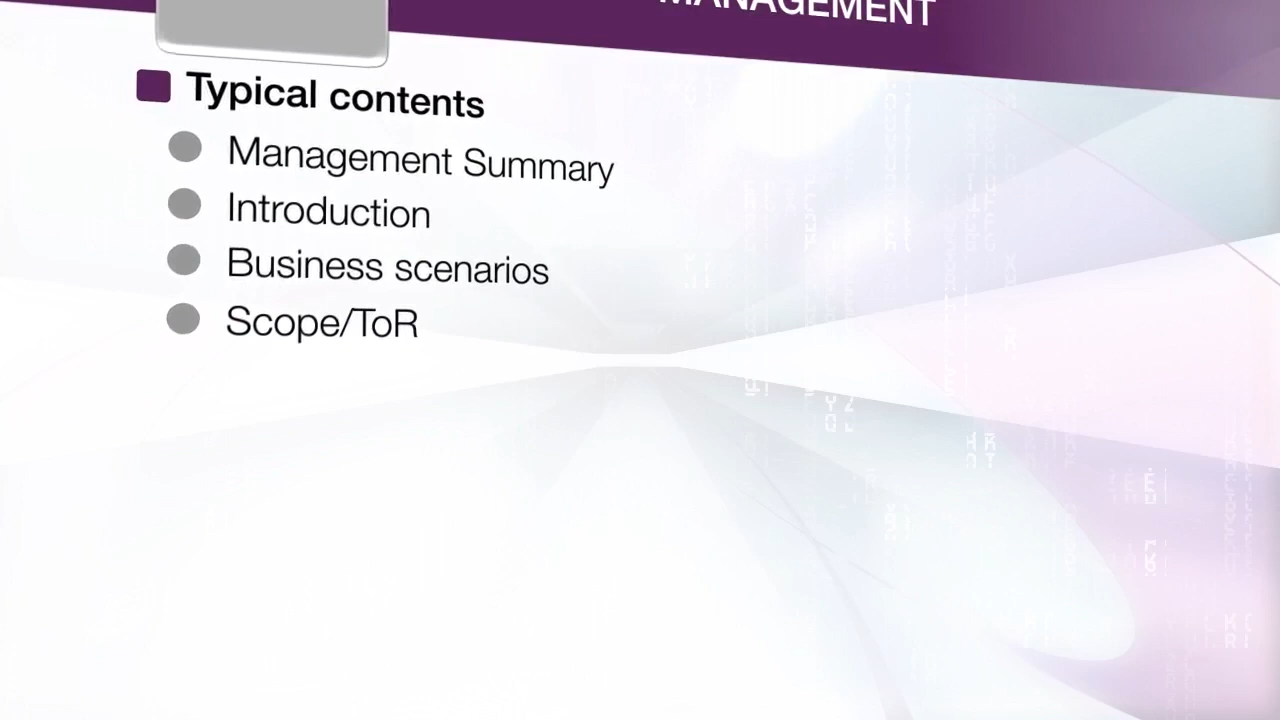 MANAGEMENT
Typical contents
Management Summary
Introduction
Business scenarios
Scope/ToR